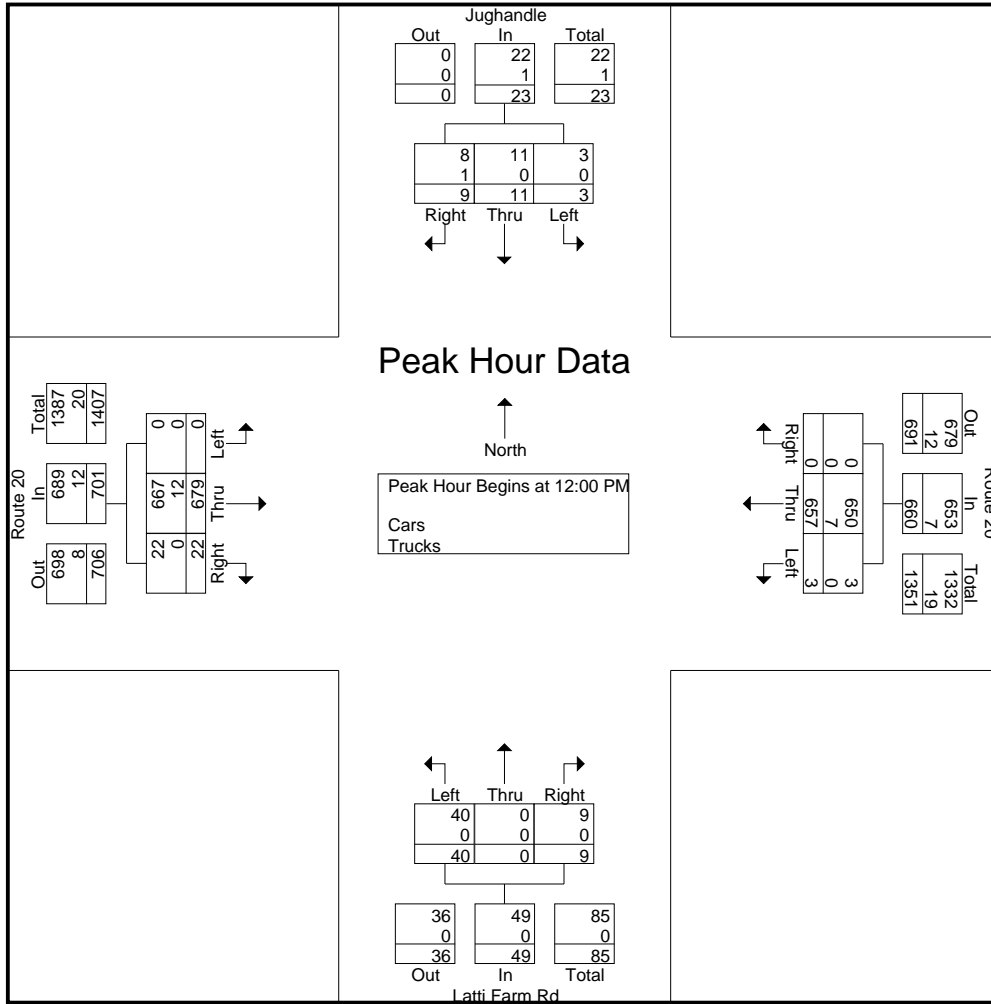 Jughandle
Out In Total
0 22 22
0 1 1
0 23 23
8 11 3
1 0 0
9 11 3
Right Thru Left
Peak Hour Data
North
Peak Hour Begins at 12:00 PM
Cars
Trucks
Route 20
Total In Out
1387 689 698
20 12 8
1407 701 706
0 667 22
0 12 0
0 679 22
Left Thru Right
Route 20
Out In Total
679 653 1332
12 7 19
691 660 1351
0 650 3
0 7 0
0 657 3
Right Thru Left
Left Thru Right
40 0 9
0 0 0
40 0 9
36 49 85
0 0 0
36 49 85
Out In Total
Latti Farm Rd